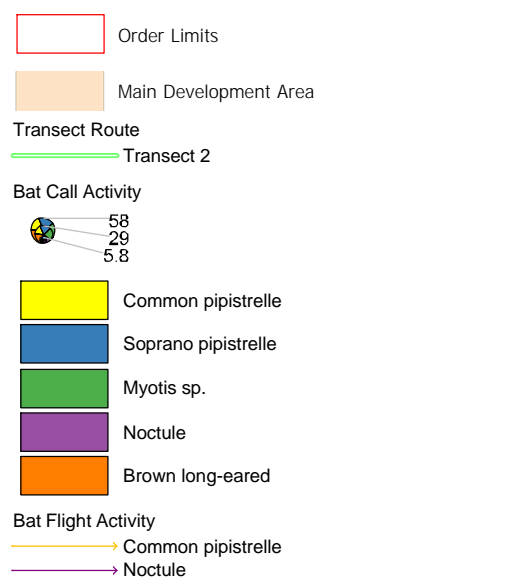 Order Limits
Main Development Area
Transect Route
Transect 2
Bat Call Activity
58
29
5.8
Common pipistrelle
Soprano pipistrelle
Myotis sp.
Noctule
Brown long-eared
Bat Flight Activity
Common pipistrelle
Noctule